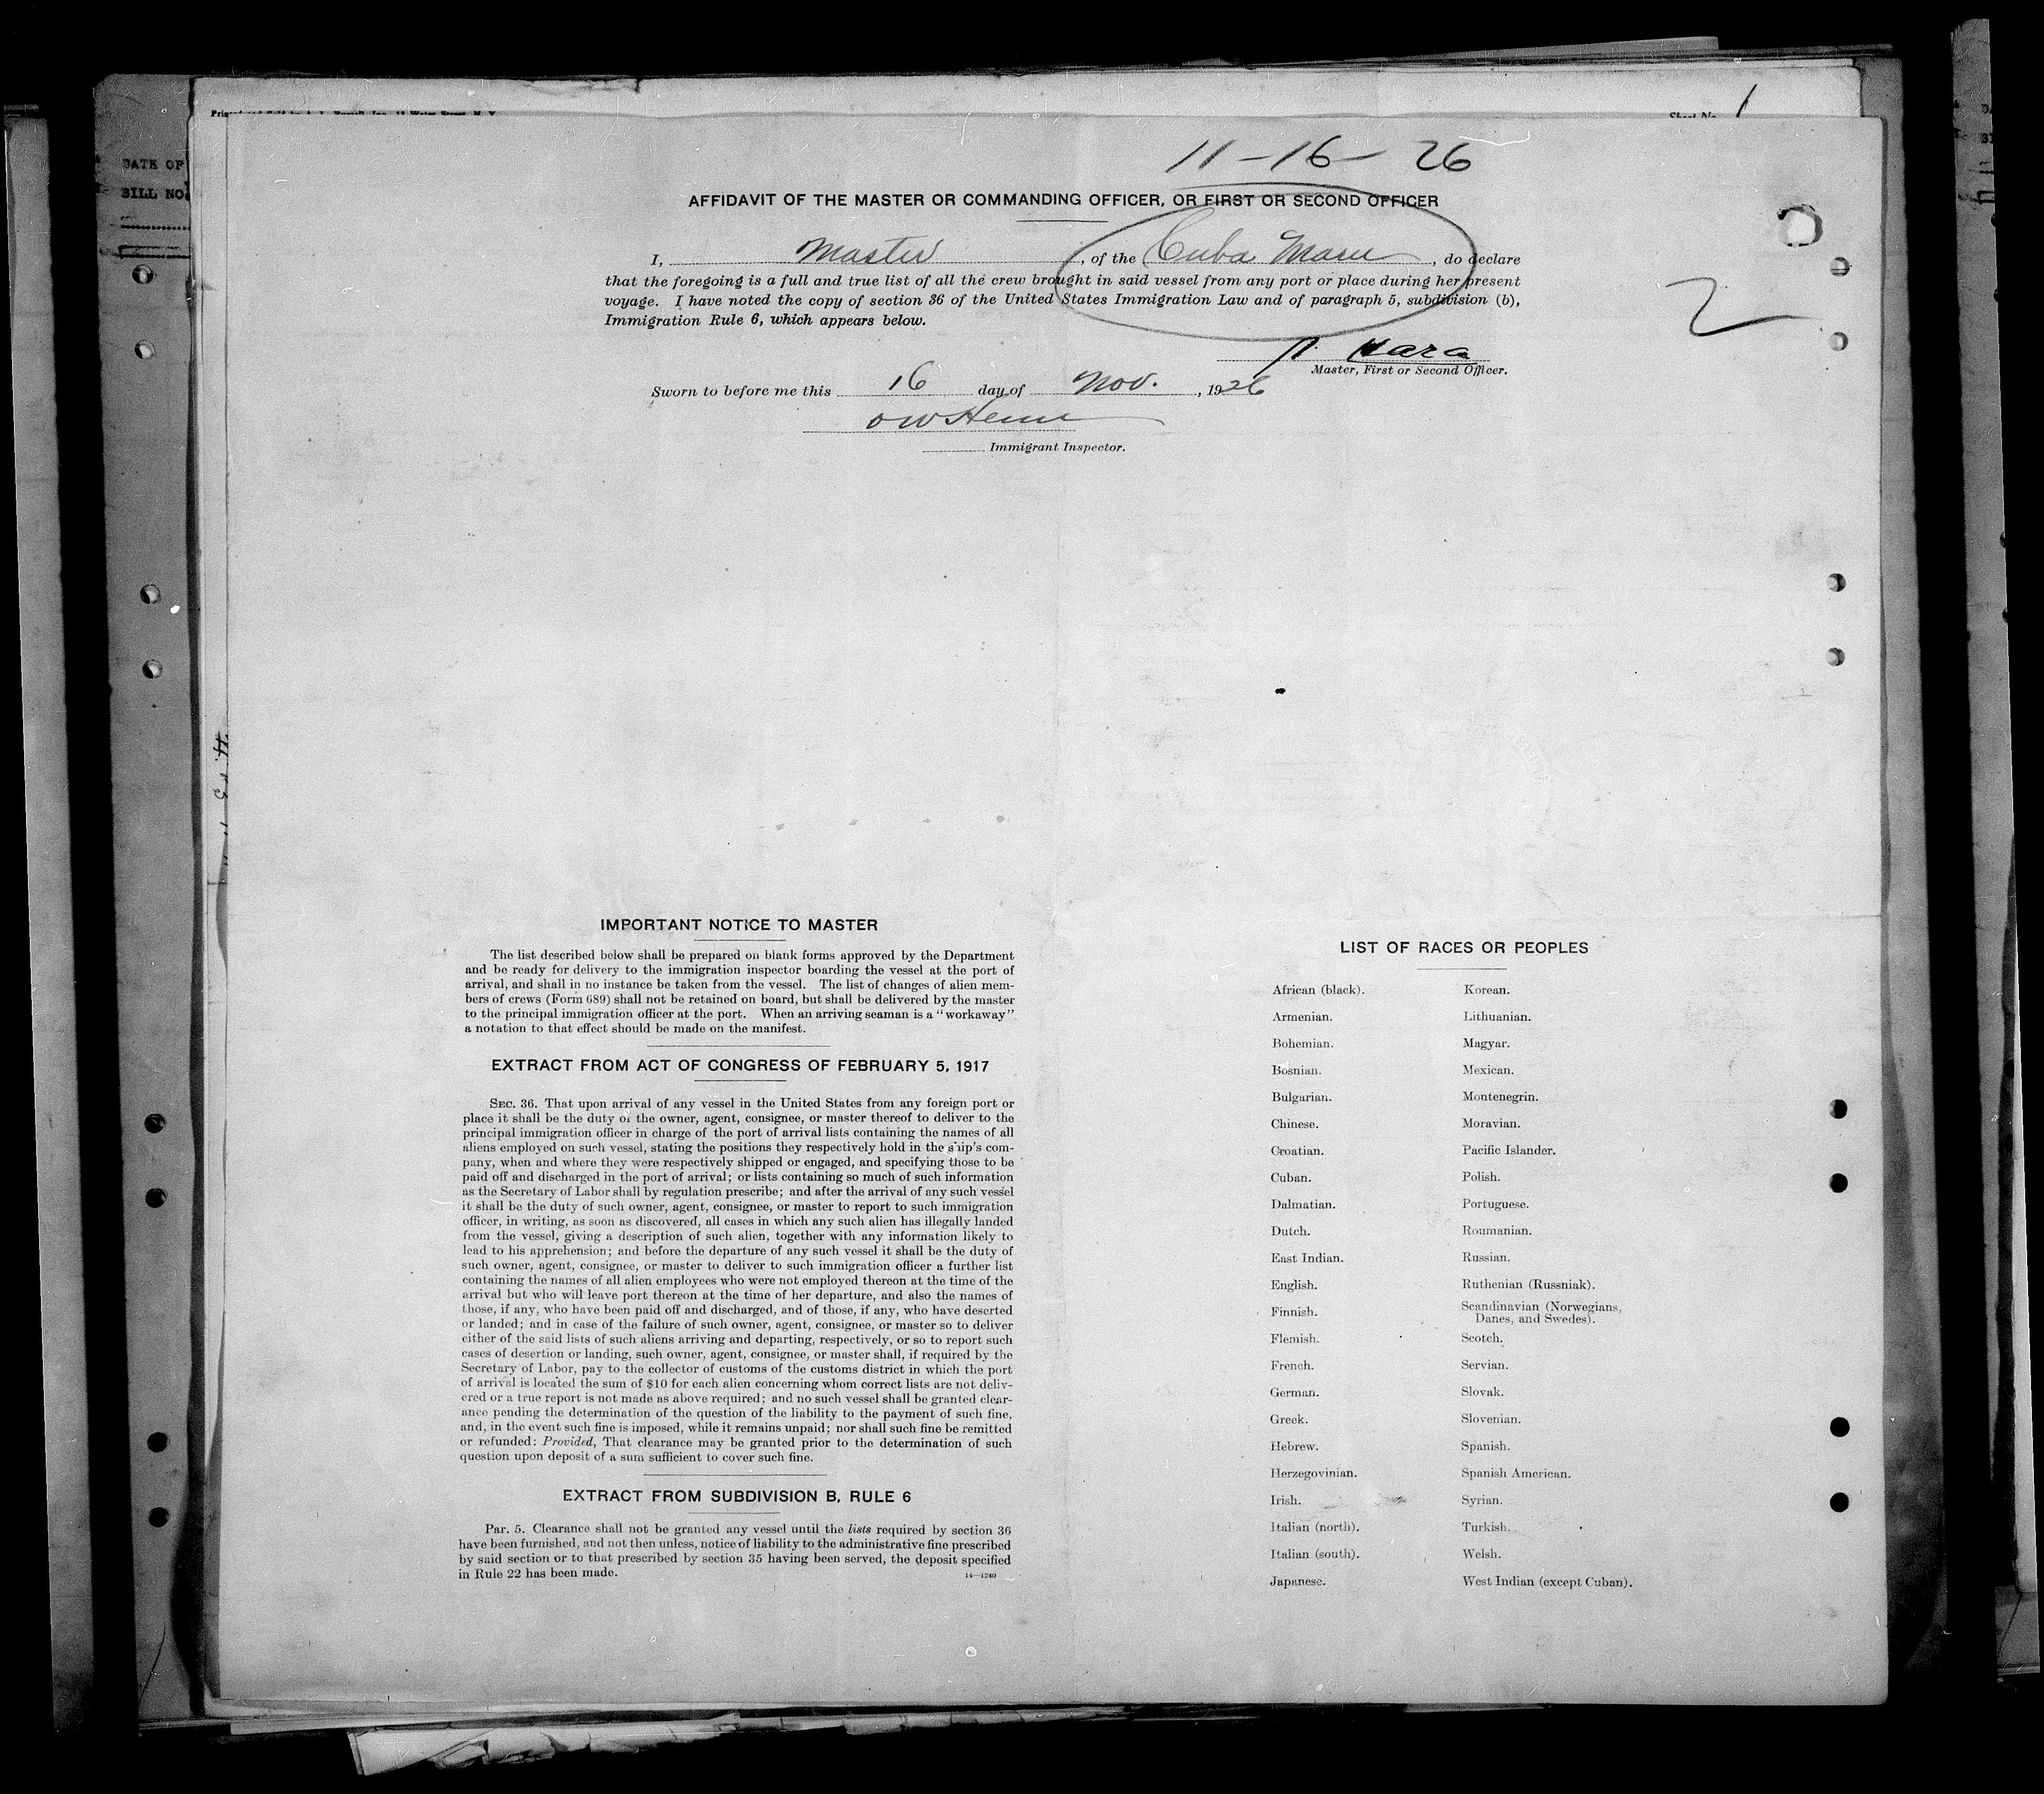 Sheet No. 1
DATE OF
BILL NO.
11-16-26
AFFIDAVIT OF THE MASTER OR COMMANDING OFFICER, OR FIRST OR SECOND OFFICER
I, Master, of the Cuba Maru, do declare
that the foregoing is a full and true list of all the crew brought in said vessel from any port or place during her present
voyage. I have noted the copy of section 36 of the United States Immigration Law and of paragraph 5, subdivision (b),
Immigration Rule 6, which appears below.
2
Hara
Master, First or Second Officer.
Sworn to before me this 16 day of Nov., 1926
Immigrant Inspector.
IMPORTANT NOTICE TO MASTER
The list described below shall be prepared on blank forms approved by the Department
and be ready for delivery to the immigration inspector boarding the vessel at the port of
arrival, and shall in no instance be taken from the vessel. The list of changes of alien mem-
bers of crews (Form 689) shall not be retained on board, but shall be delivered by the master
to the principal immigration officer at the port. When an arriving seaman is a "workaway"
a notation to that effect should be made on the manifest.
EXTRACT FROM ACT OF CONGRESS OF FEBRUARY 5, 1917
SEC. 36. That upon arrival of any vessel in the United States from any foreign port or
place it shall be the duty of the owner, agent, consignee, or master thereof to deliver to the
principal immigration officer in charge of the port of arrival lists containing the names of all
aliens employed on such vessel, stating the positions they respectively hold in the ship's com-
pany, when and where they were respectively shipped or engaged, and specifying those to be
paid off and discharged in the port of arrival; or lists containing so much of such information
as the Secretary of Labor shall by regulation prescribe; and after the arrival of any such vessel
it shall be the duty of such owner, agent, consignee, or master to report to such immigration
officer, in writing, as soon as discovered, all cases in which any such alien has illegally landed
from the vessel, giving a description of such alien, together with any information likely to
lead to his apprehension; and before the departure of any such vessel it shall be the duty of
such owner, agent, consignee, or master to deliver to such immigration officer a further list
containing the names of all alien employees who were not employed thereon at the time of the
arrival but who will leave port thereon at the time of her departure, and also the names of
those, if any, who have been paid off and discharged, and of those, if any, who have deserted
or landed; and in case of the failure of such owner, agent, consignee, or master so to deliver
either of the said lists of such aliens arriving and departing, respectively, or so to report such
cases of desertion or landing, such owner, agent, consignee, or master shall, if required by the
Secretary of Labor, pay to the collector of customs of the customs district in which the port
of arrival is located the sum of $10 for each alien concerning whom correct lists are not deliv-
ered or a true report is not made as above required; and no such vessel shall be granted clear-
ance pending the determination of the question of the liability to the payment of such fine,
and, in the event such fine is imposed, while it remains unpaid; nor shall such fine be remitted
or refunded: Provided, That clearance may be granted prior to the determination of such
question upon deposit of a sum sufficient to cover such fine.
EXTRACT FROM SUBDIVISION B, RULE 6
Par. 5. Clearance shall not be granted any vessel until the lists required by section 36
have been furnished, and not then unless, notice of liability to the administrative fine prescribed
by said section or to that prescribed by section 35 having been served, the deposit specified
in Rule 22 has been made.
14—1240
LIST OF RACES OR PEOPLES
African (black).
Armenian.
Bohemian.
Bosnian.
Bulgarian.
Chinese.
Croatian.
Cuban.
Dalmatian.
Dutch.
East Indian.
English.
Finnish.
Flemish.
French.
German.
Greek.
Hebrew.
Herzegovinian.
Irish.
Italian (north).
Italian (south).
Japanese.
Korean.
Lithuanian.
Magyar.
Mexican.
Montenegrin.
Moravian.
Pacific Islander.
Polish.
Portuguese.
Roumanian.
Russian.
Ruthenian (Russniak).
Scandinavian (Norwegians,
Danes, and Swedes).
Scotch.
Servian.
Slovak.
Slovenian.
Spanish.
Spanish American.
Syrian.
Turkish.
Welsh.
West Indian (except Cuban).